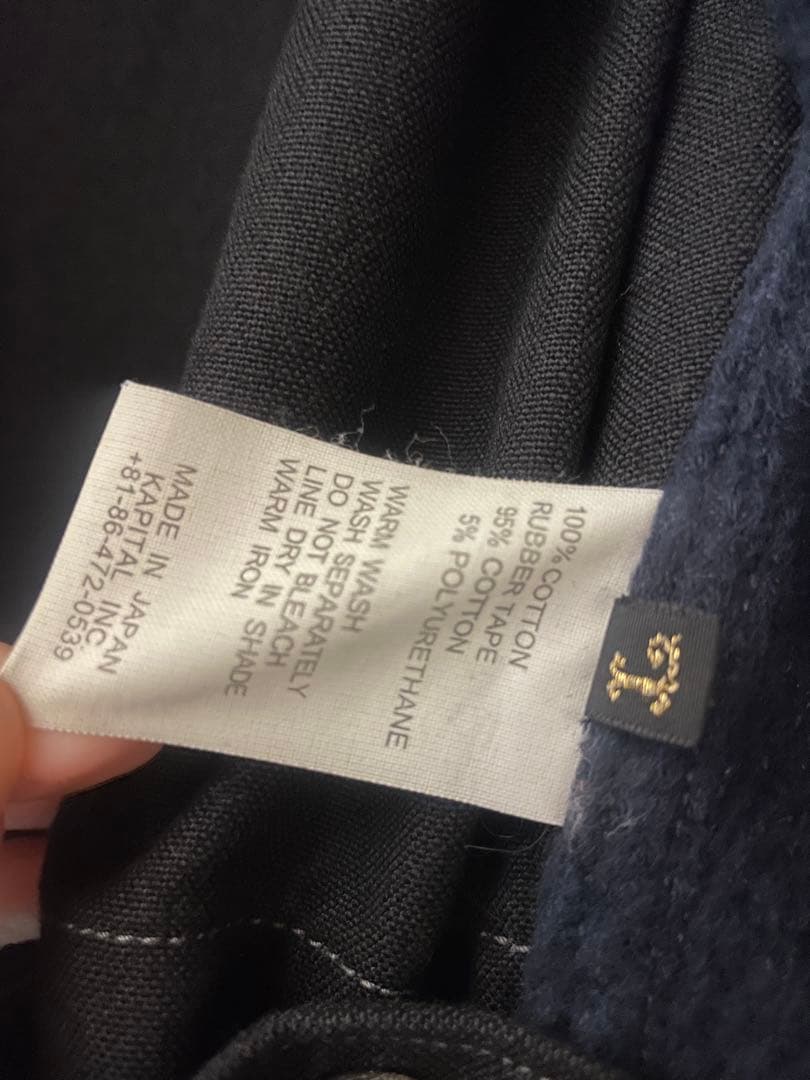 100% COTTON
RUBBER TAPE
95% COTTON
5% POLYURETHANE
WARM WASH
WASH SEPARATELY
DO NOT BLEACH
LINE DRY IN SHADE
WARM IRON
MADE IN JAPAN
KAPITAL INC.
+81-86-472-0539
L